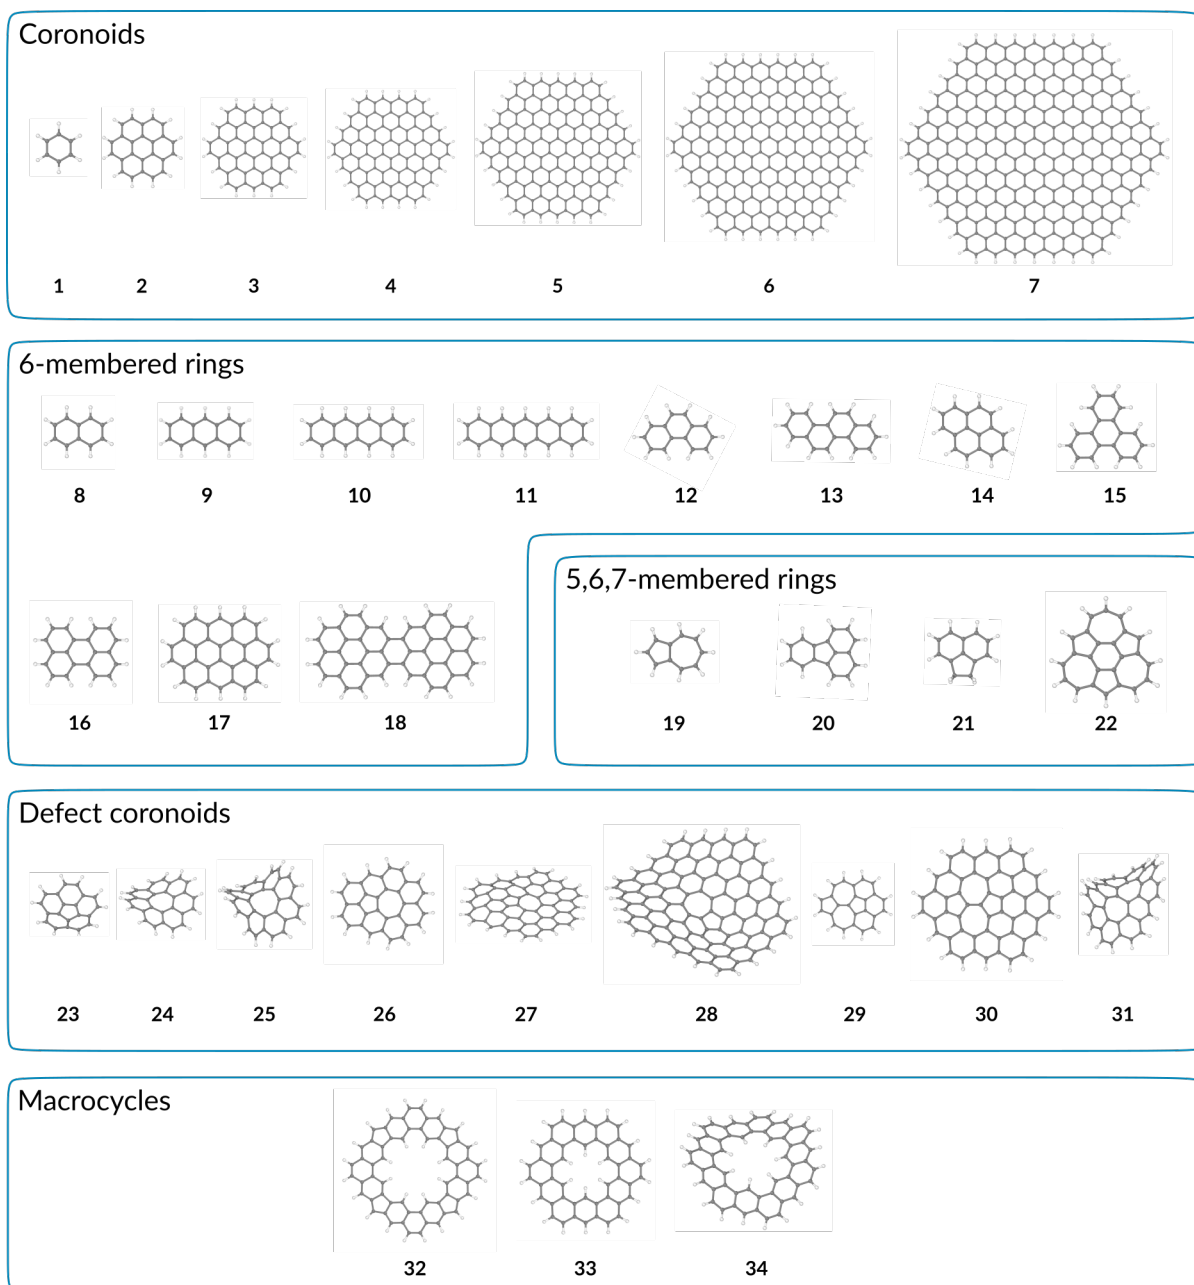 Coronoids
1 2 3 4 5 6 7
6-membered rings
8 9 10 11 12 13 14 15
5,6,7-membered rings
16 17 18 19 20 21 22
Defect coronoids
23 24 25 26 27 28 29 30 31
Macrocycles
32 33 34